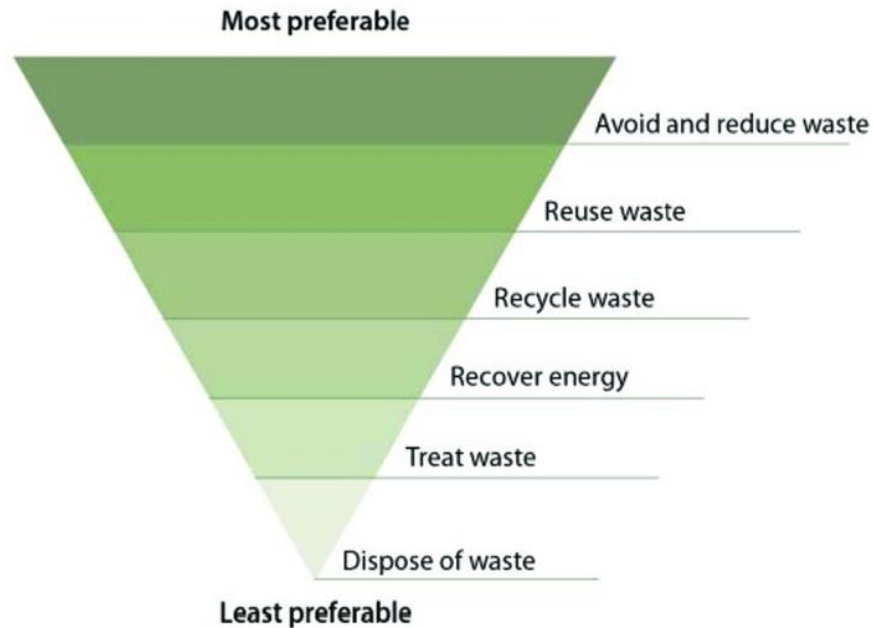 Most preferable
Avoid and reduce waste
Reuse waste
Recycle waste
Recover energy
Treat waste
Dispose of waste
Least preferable